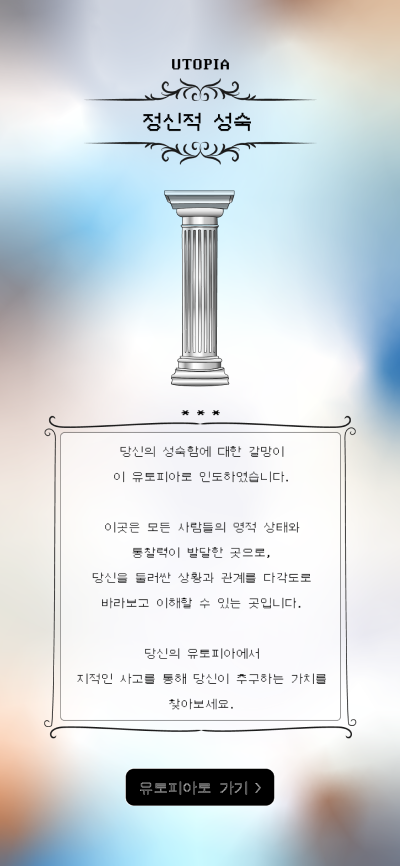 UTOPIA
정신적 성숙
***
당신의 성숙함에 대한 갈망이
이 유토피아로 인도하였습니다.
이곳은 모든 사람들의 영적 상태와
통찰력이 발달한 곳으로,
당신을 둘러싼 상황과 관계를 다각도로
바라보고 이해할 수 있는 곳입니다.
당신의 유토피아에서
지적인 사고를 통해 당신이 추구하는 가치를
찾아보세요.
유토피아로 가기 >